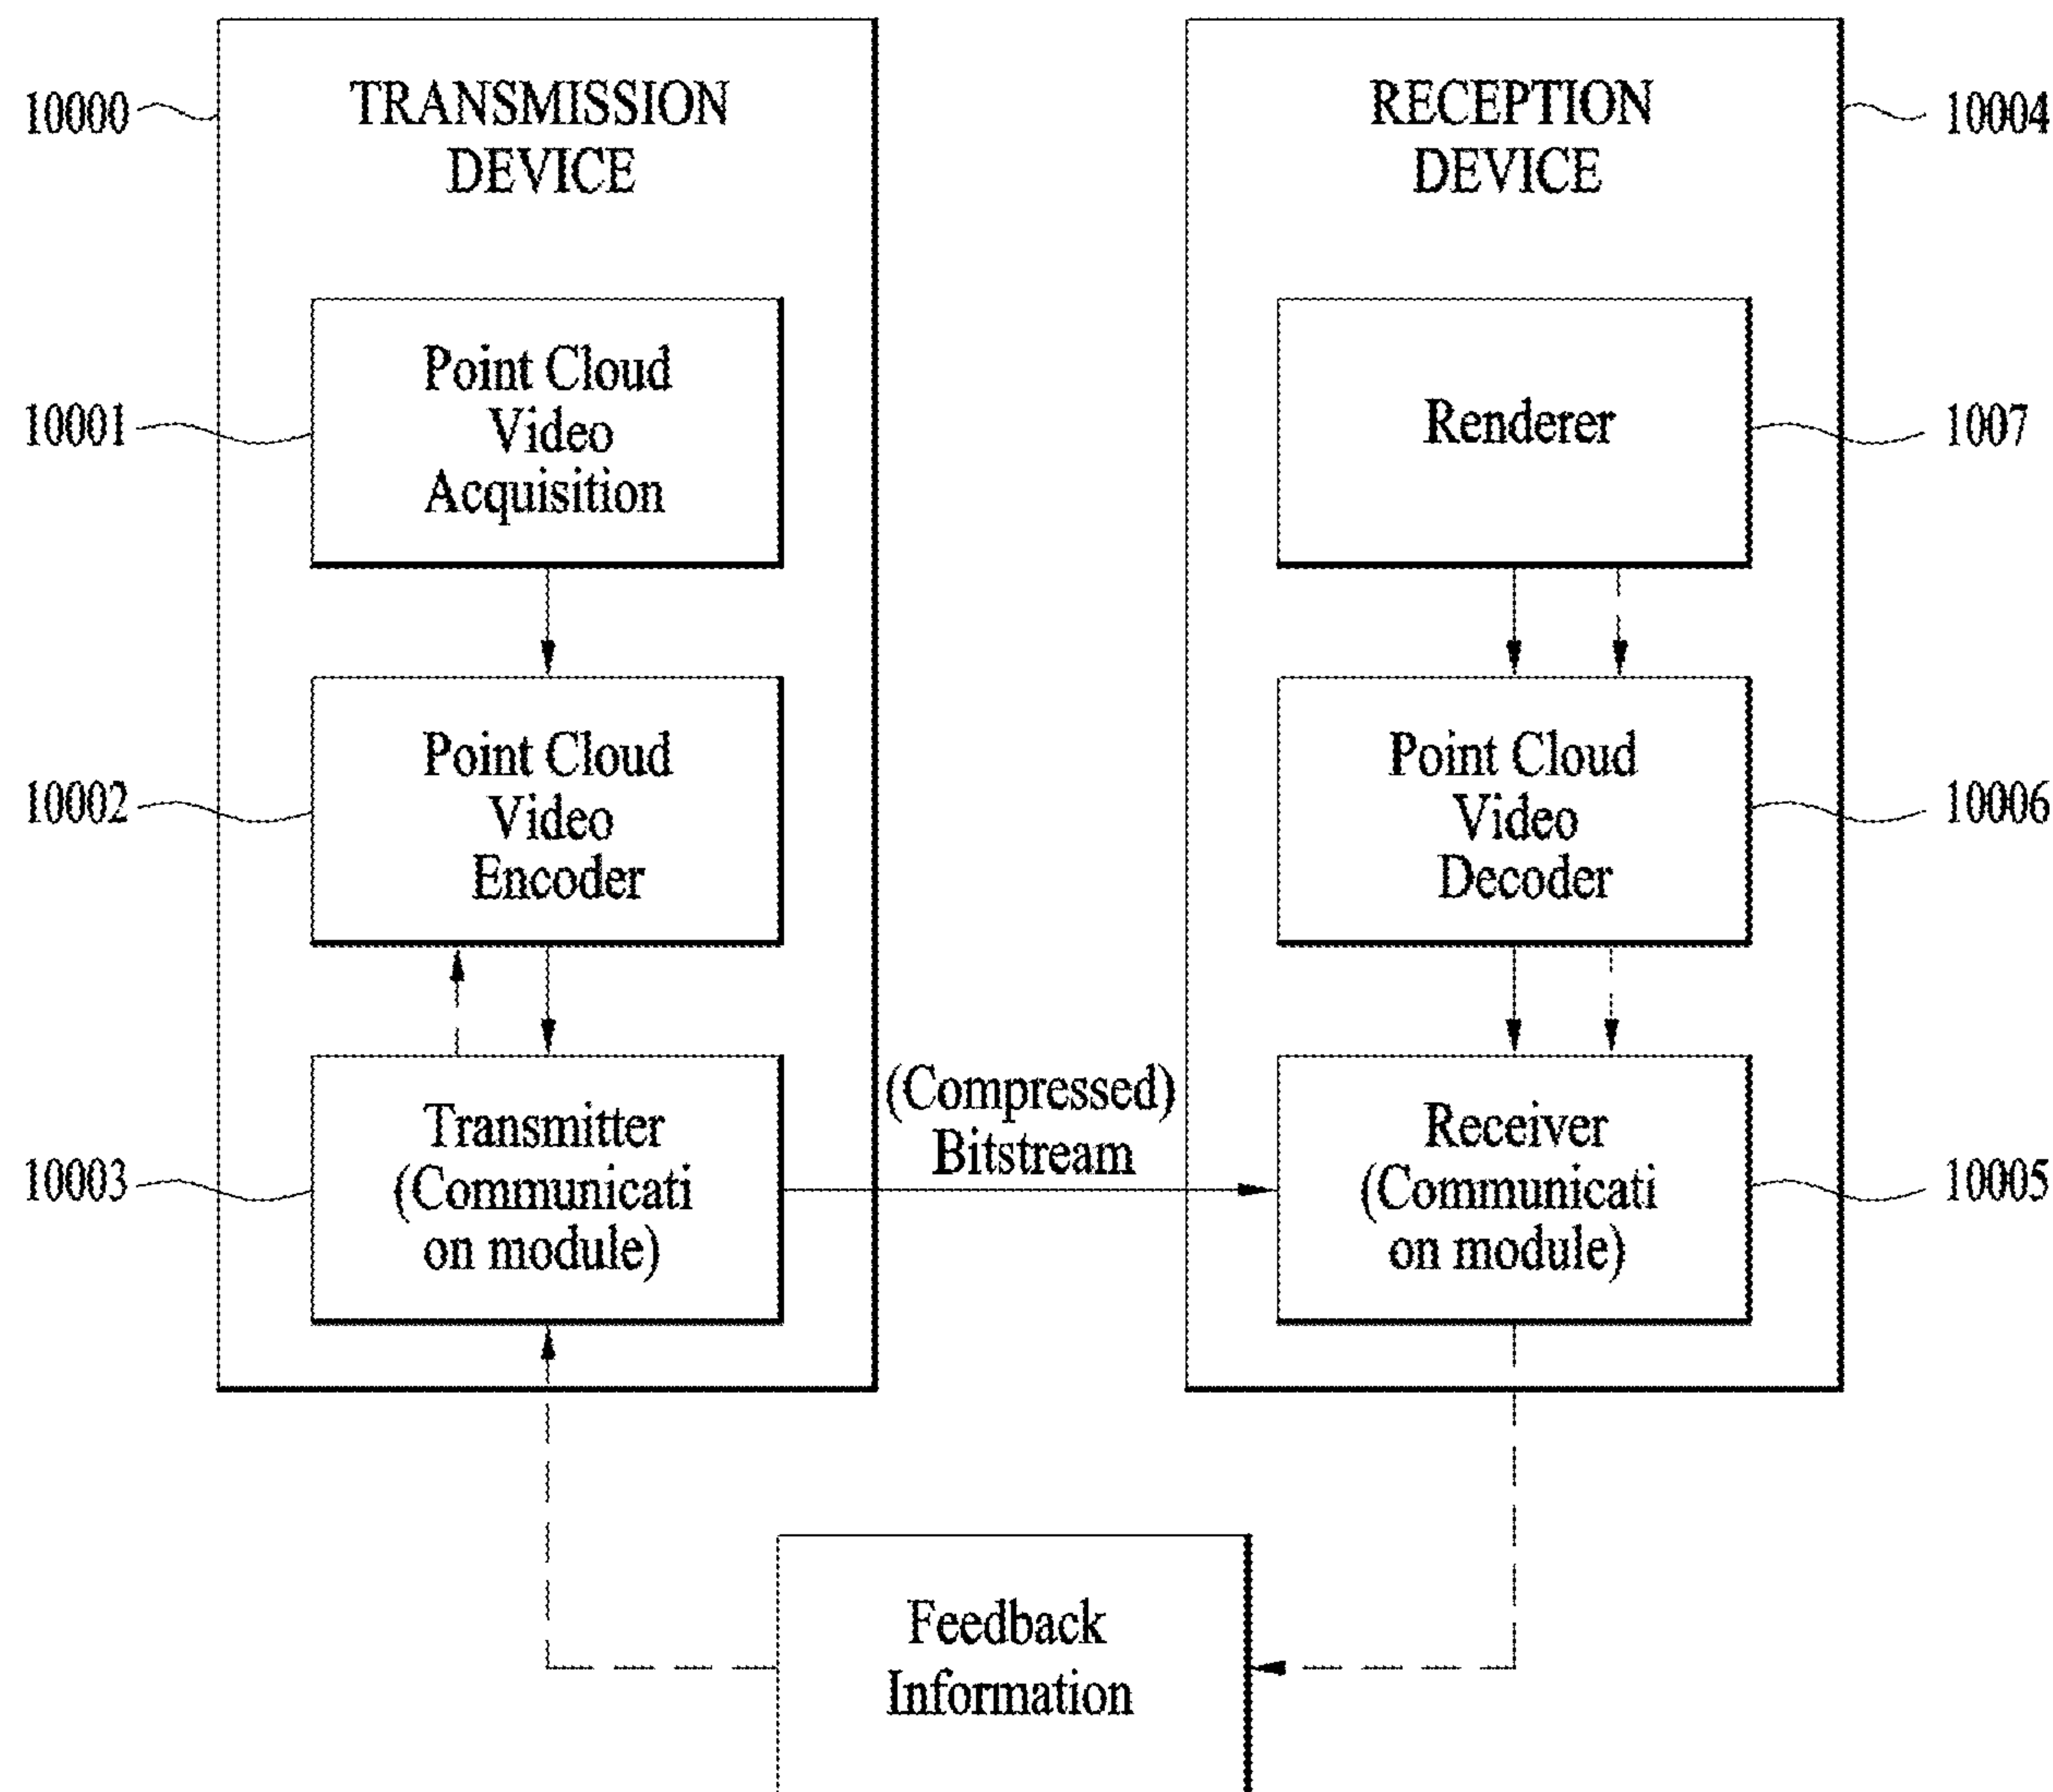 TRANSMISSION
DEVICE
10000
Point Cloud
Video
Acquisition
10001
Point Cloud
Video
Encoder
10002
Transmitter
(Communicati
on module)
10003
(Compressed)
Bitstream
RECEPTION
DEVICE
10004
Renderer
1007
Point Cloud
Video
Decoder
10006
Receiver
(Communicati
on module)
10005
Feedback
Information